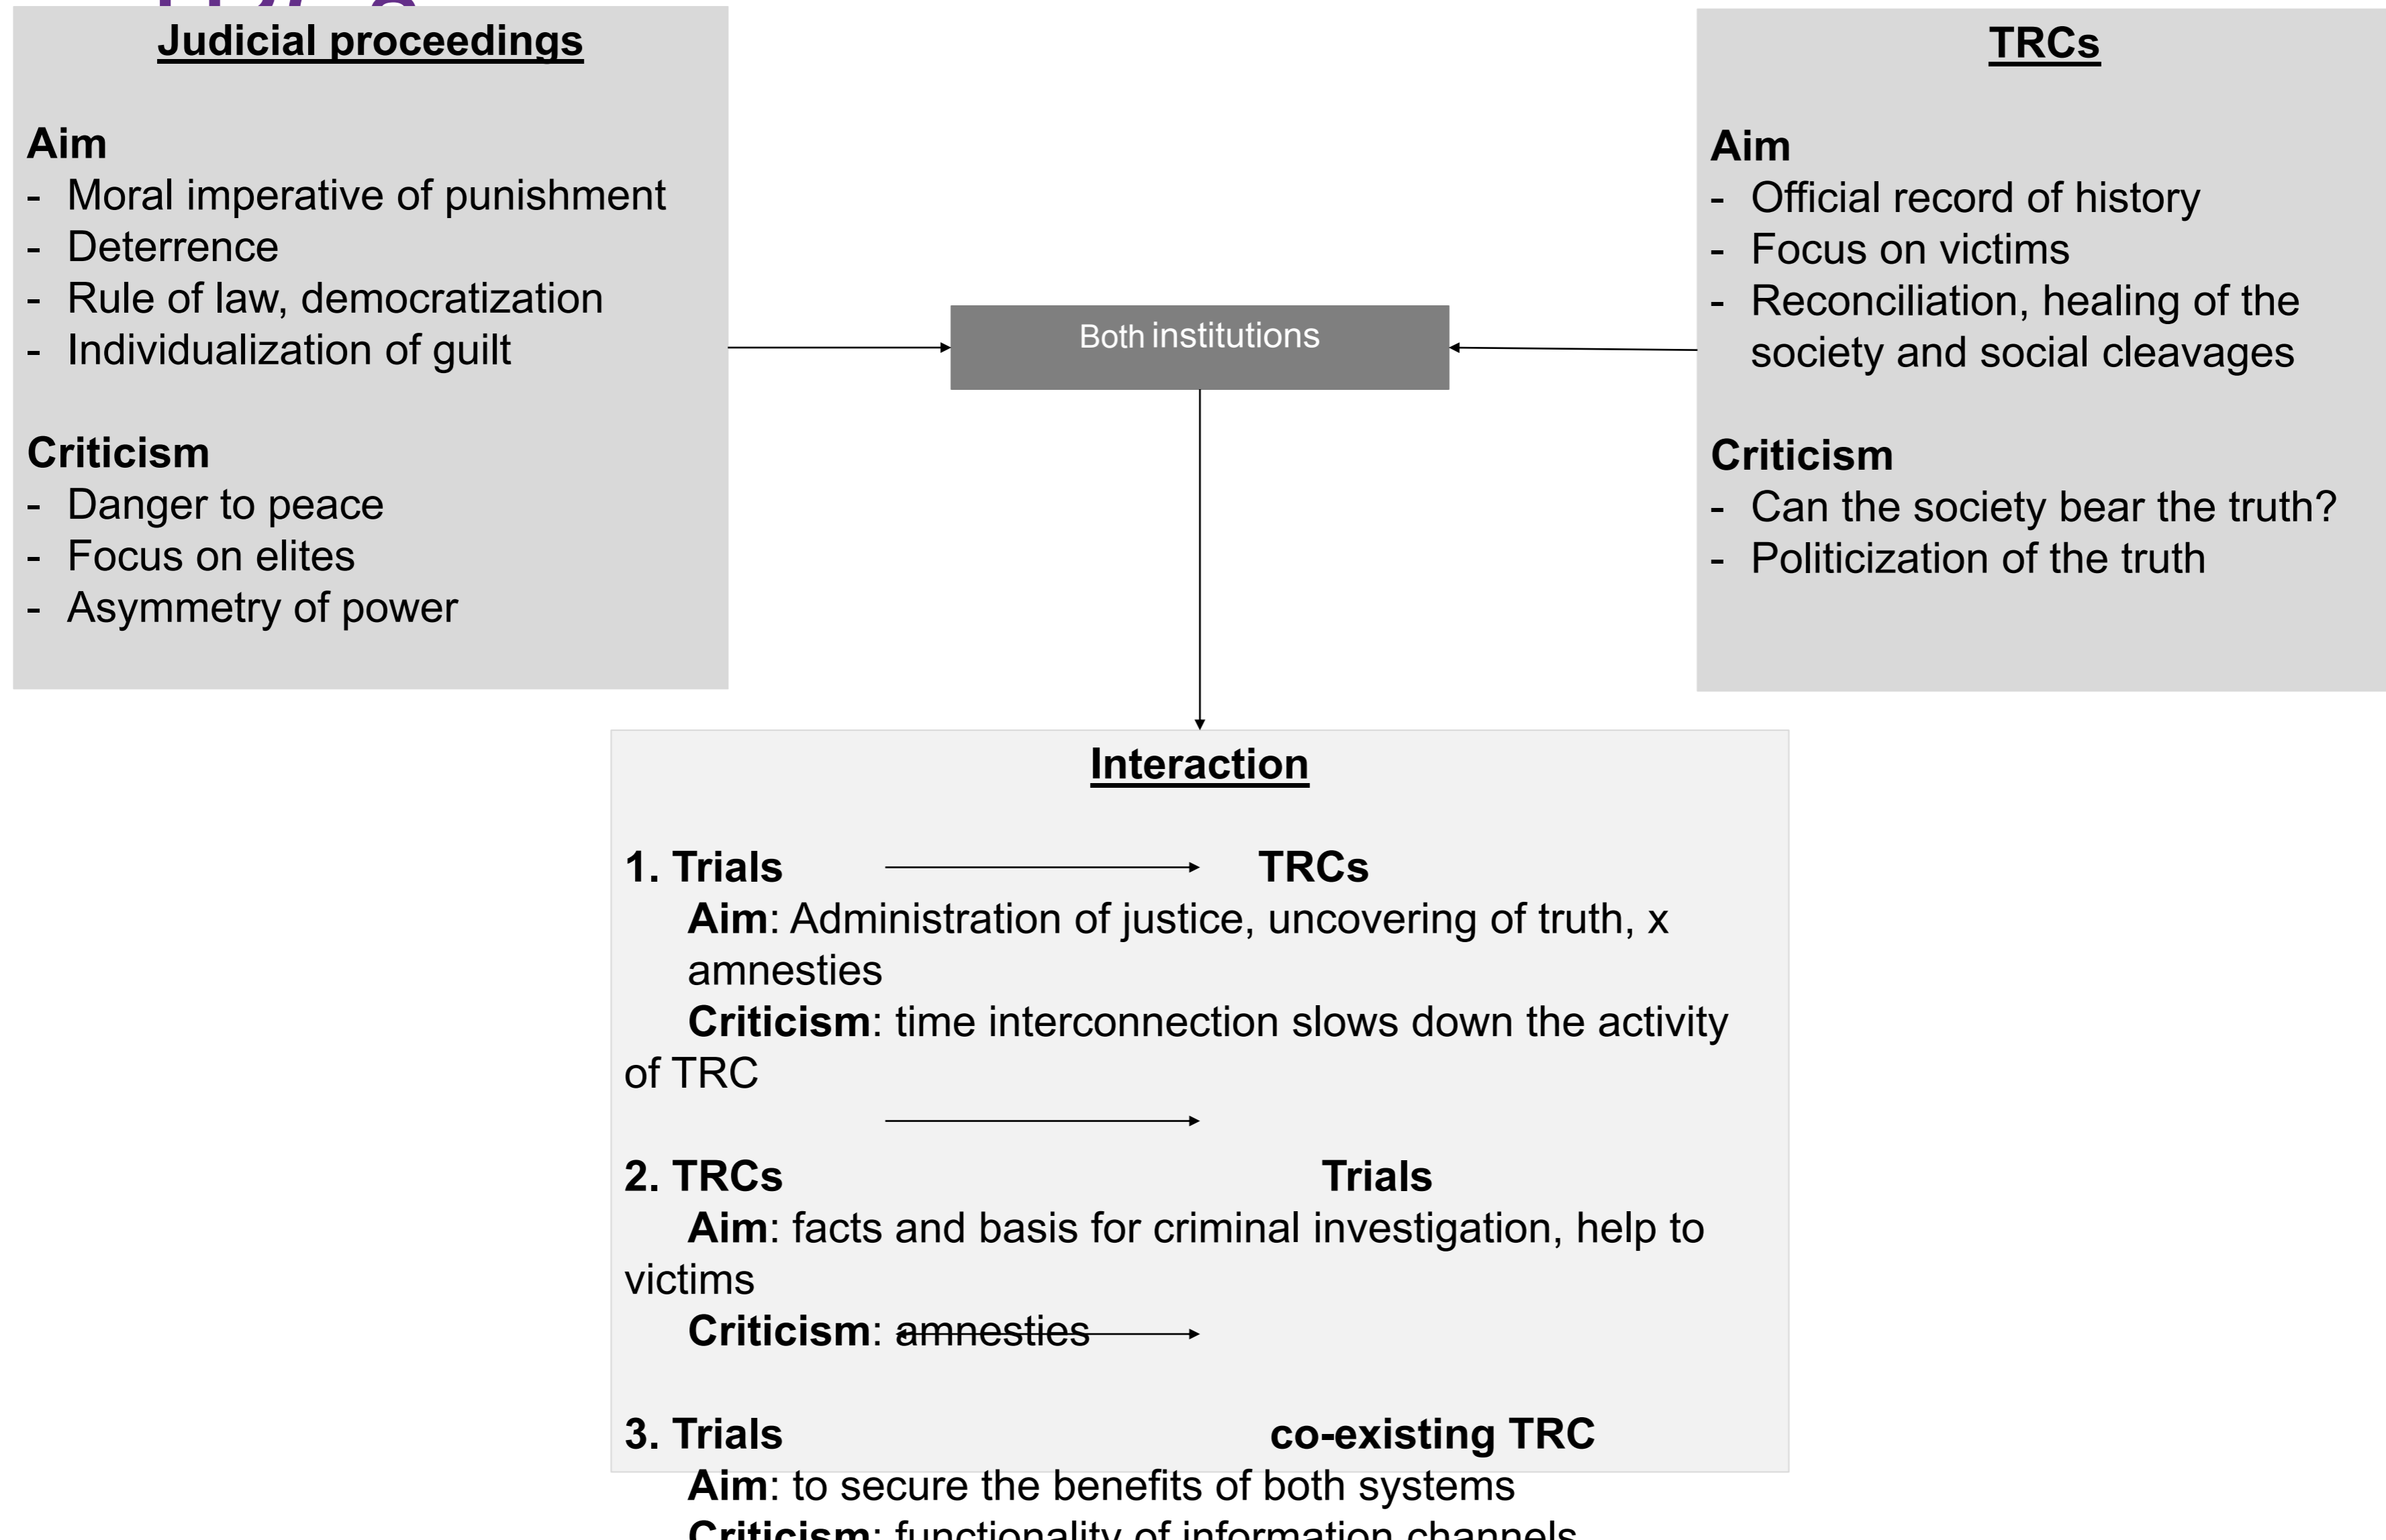 Judicial proceedings
Aim
- Moral imperative of punishment
- Deterrence
- Rule of law, democratization
- Individualization of guilt
Criticism
- Danger to peace
- Focus on elites
- Asymmetry of power
Both institutions
TRCs
Aim
- Official record of history
- Focus on victims
- Reconciliation, healing of the
society and social cleavages
Criticism
- Can the society bear the truth?
- Politicization of the truth
Interaction
1. Trials TRCs
Aim: Administration of justice, uncovering of truth, x
amnesties
Criticism: time interconnection slows down the activity
of TRC
2. TRCs Trials
Aim: facts and basis for criminal investigation, help to
victims
Criticism: amnesties
3. Trials co-existing TRC
Aim: to secure the benefits of both systems
Criticism: functionality of information channels